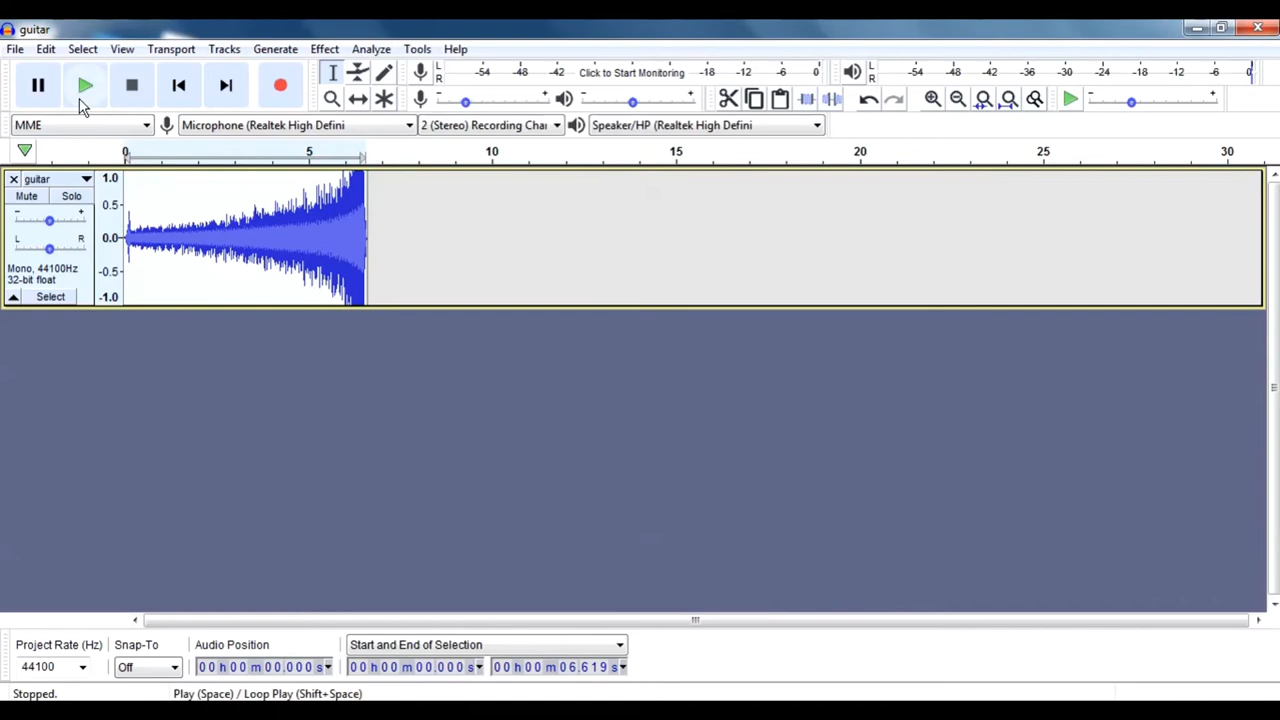 guitar
File Edit Select View Transport Tracks Generate Effect Analyze Tools Help
L R -54 -48 -42 Click to Start Monitoring -18 -12 -6 0 L R -54 -48 -42 -36 -30 -24 -18 -12 -6 0
- + - + - +
MME Microphone (Realtek High Defini 2 (Stereo) Recording Chai Speaker/HP (Realtek High Defini
0 5 10 15 20 25 30
guitar 1.0
Mute Solo
- + 0.5
L R 0.0
Mono, 44100Hz -0.5
32-bit float
Select -1.0
Project Rate (Hz) Snap-To Audio Position Start and End of Selection
44100 Off 00 h 00 m 00.000 s 00 h 00 m 00.000 s 00 h 00 m 06.619 s
Stopped. Play (Space) / Loop Play (Shift+Space)